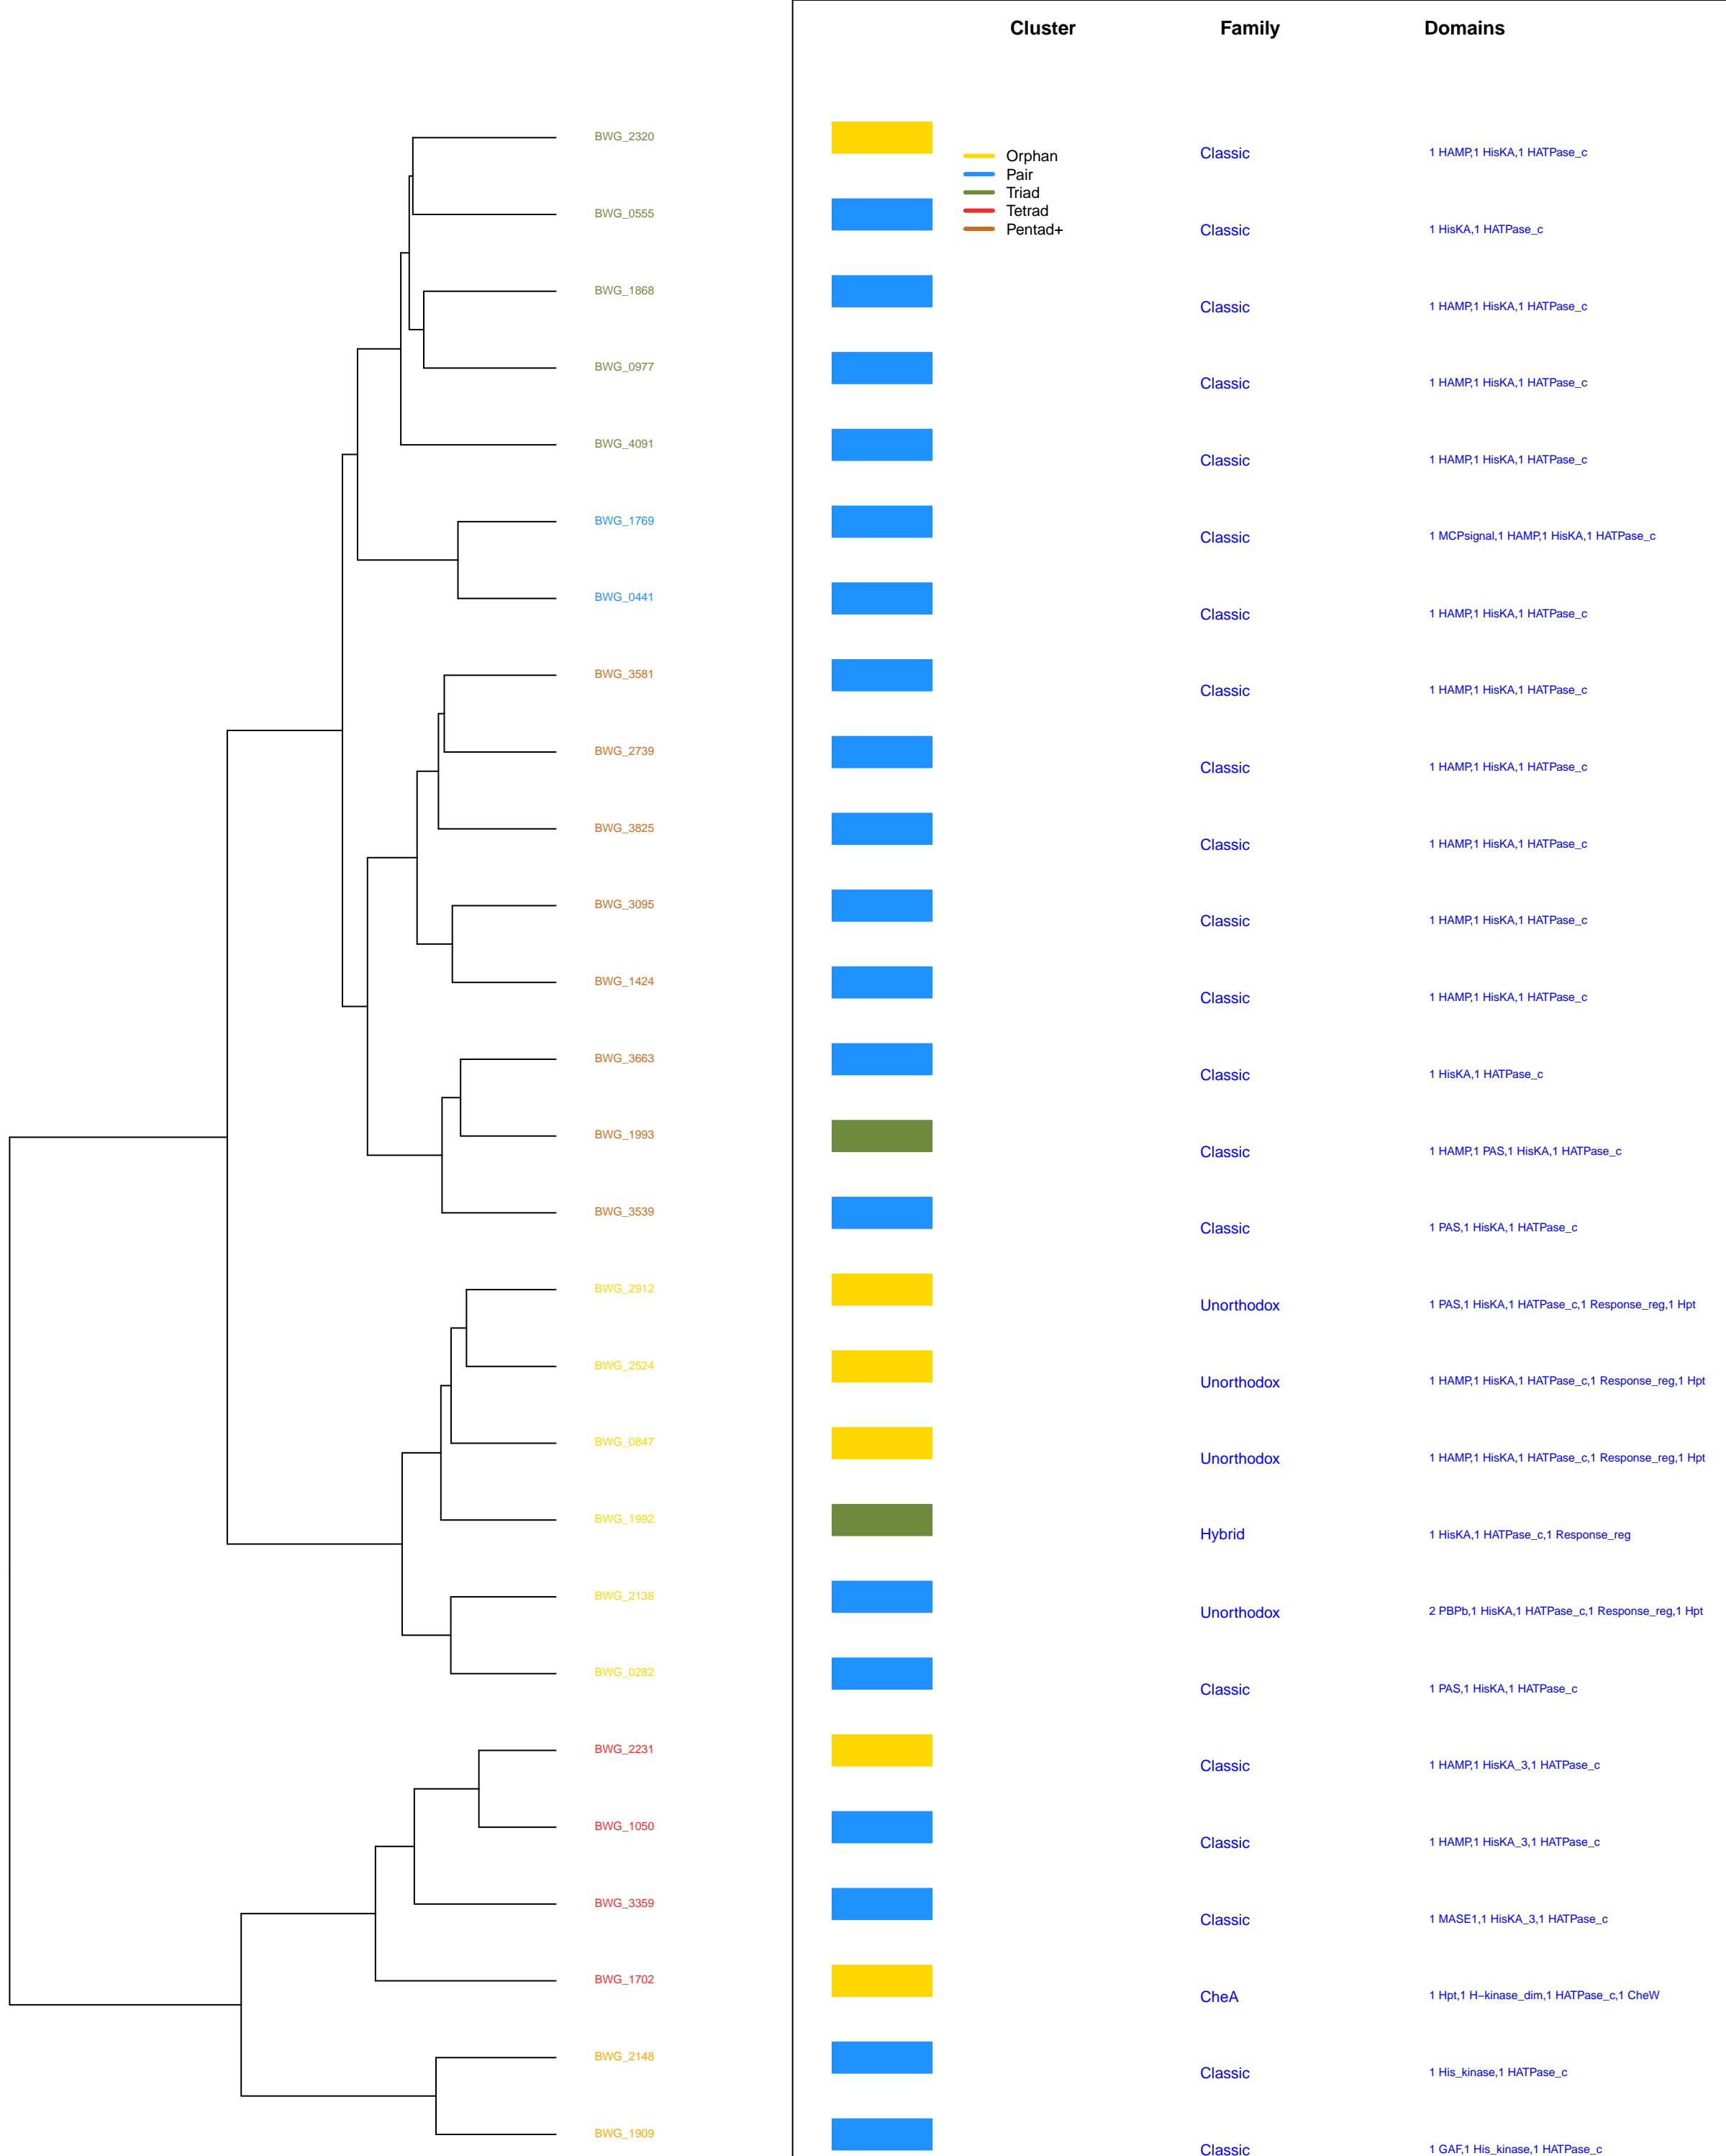 Cluster Family Domains
BWG_2320 Classic 1 HAMP,1 HisKA,1 HATPase_c
Orphan
Pair
Triad
Tetrad
Pentad+
BWG_0555 Classic 1 HisKA,1 HATPase_c
BWG_1868 Classic 1 HAMP,1 HisKA,1 HATPase_c
BWG_0977 Classic 1 HAMP,1 HisKA,1 HATPase_c
BWG_4091 Classic 1 HAMP,1 HisKA,1 HATPase_c
BWG_1769 Classic 1 MCPsignal,1 HAMP,1 HisKA,1 HATPase_c
BWG_0441 Classic 1 HAMP,1 HisKA,1 HATPase_c
BWG_3581 Classic 1 HAMP,1 HisKA,1 HATPase_c
BWG_2739 Classic 1 HAMP,1 HisKA,1 HATPase_c
BWG_3825 Classic 1 HAMP,1 HisKA,1 HATPase_c
BWG_3095 Classic 1 HAMP,1 HisKA,1 HATPase_c
BWG_1424 Classic 1 HAMP,1 HisKA,1 HATPase_c
BWG_3663 Classic 1 HisKA,1 HATPase_c
BWG_1993 Classic 1 HAMP,1 PAS,1 HisKA,1 HATPase_c
BWG_3539 Classic 1 PAS,1 HisKA,1 HATPase_c
BWG_2912 Unorthodox 1 PAS,1 HisKA,1 HATPase_c,1 Response_reg,1 Hpt
BWG_2524 Unorthodox 1 HAMP,1 HisKA,1 HATPase_c,1 Response_reg,1 Hpt
BWG_0847 Unorthodox 1 HAMP,1 HisKA,1 HATPase_c,1 Response_reg,1 Hpt
BWG_1992 Hybrid 1 HisKA,1 HATPase_c,1 Response_reg
BWG_2138 Unorthodox 2 PBPb,1 HisKA,1 HATPase_c,1 Response_reg,1 Hpt
BWG_0282 Classic 1 PAS,1 HisKA,1 HATPase_c
BWG_2231 Classic 1 HAMP,1 HisKA_3,1 HATPase_c
BWG_1050 Classic 1 HAMP,1 HisKA_3,1 HATPase_c
BWG_3359 Classic 1 MASE1,1 HisKA_3,1 HATPase_c
BWG_1702 CheA 1 Hpt,1 H−kinase_dim,1 HATPase_c,1 CheW
BWG_2148 Classic 1 His_kinase,1 HATPase_c
BWG_1909 Classic 1 GAF,1 His_kinase,1 HATPase_c